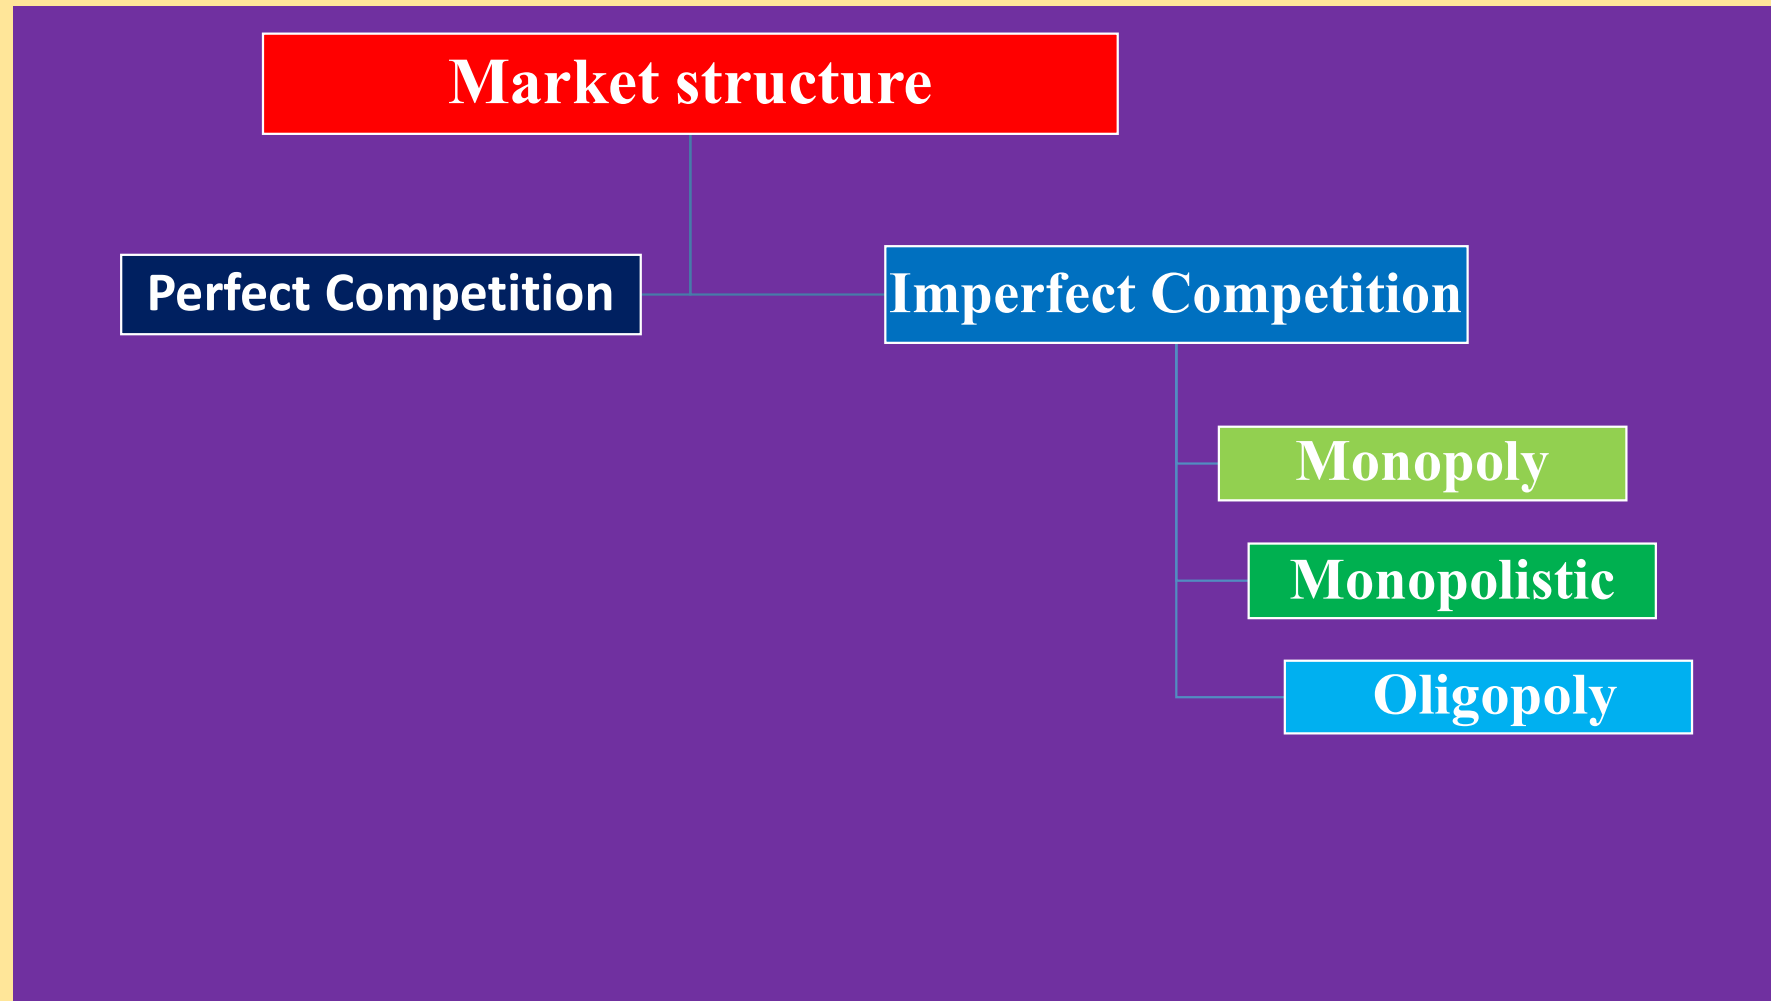 Market structure
Perfect Competition
Imperfect Competition
Monopoly
Monopolistic
Oligopoly